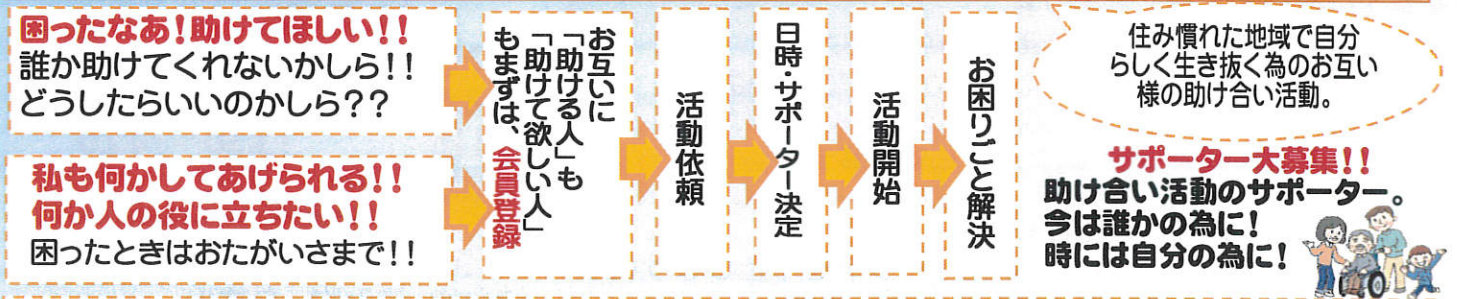 困ったなあ!助けてほしい!!
誰か助けてくれないかしら!!
どうしたらいいのかしら??
私も何かしてあげられる!!
何か人の役に立ちたい!!
困ったときはおたがいさまで!!
お互いに
「助ける人」も
「助けて欲しい人」
もまずは、会員登録
活動依頼
日時・サポーター決定
活動開始
お困りごと解決
住み慣れた地域で自分
らしく生き抜く為のお互い
様の助け合い活動。
サポーター大募集!!
助け合い活動のサポーター。
今は誰かの為に!
時には自分の為に!